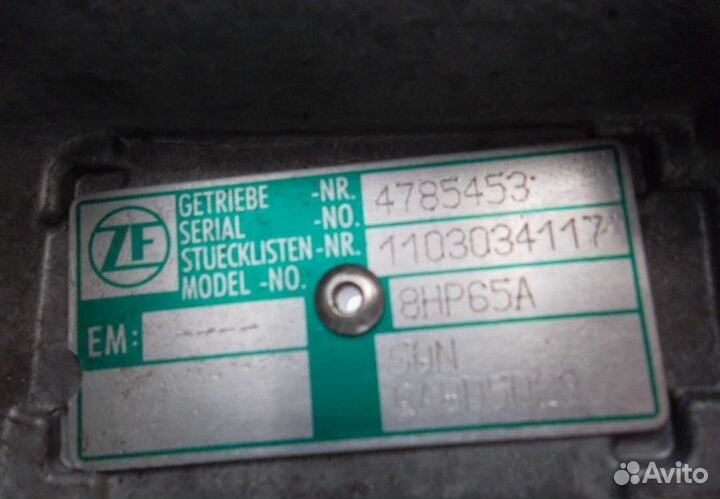 ZF
GETRIEBE -NR. 4785453
SERIAL -NO.
STUECKLISTEN-NR. 1103034117
MODEL -NO. 8HP65A
EM: ----
Avito